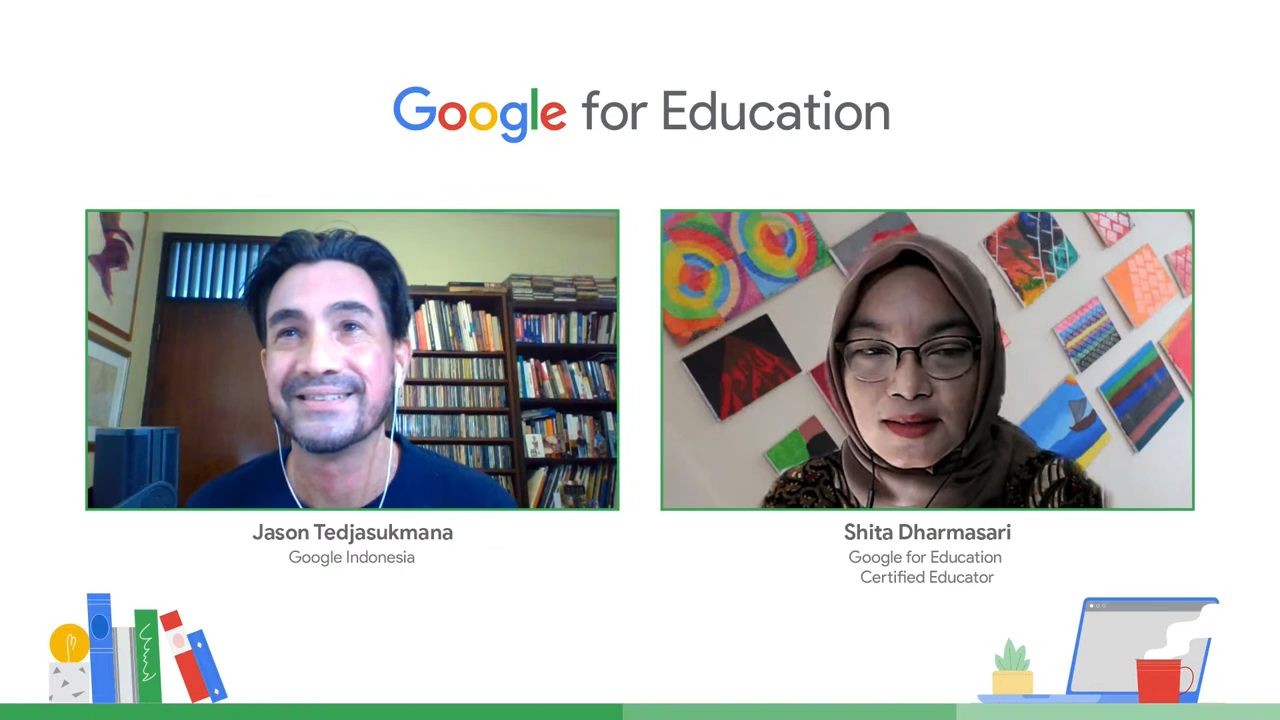 Google for Education
Jason Tedjasukmana
Google Indonesia
Shita Dharmasari
Google for Education
Certified Educator